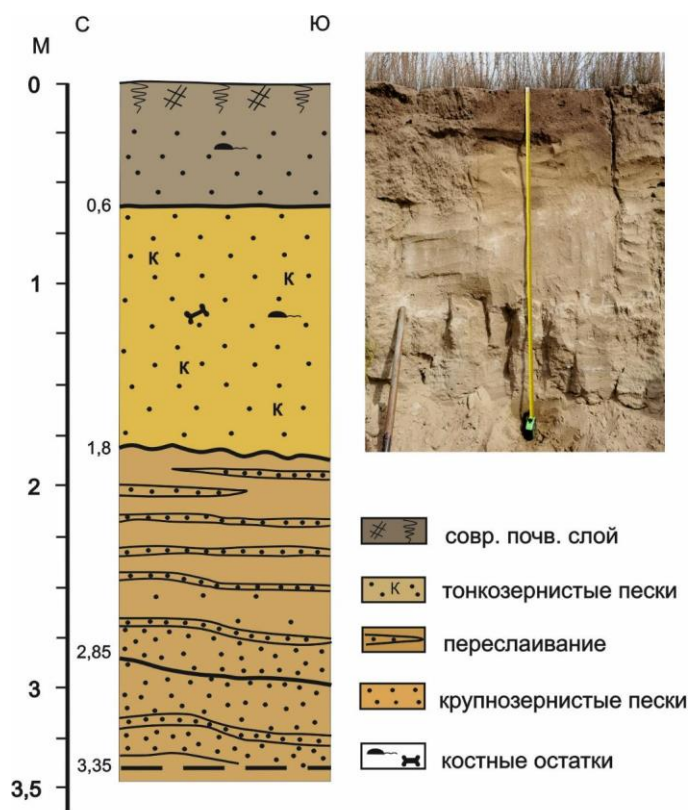 С Ю
М
0
0,6
1
К
К
К
К
1,8
2
2,85
3
3,35
3,5
совр. почв. слой
К тонкозернистые пески
переслаивание
крупнозернистые пески
костные остатки